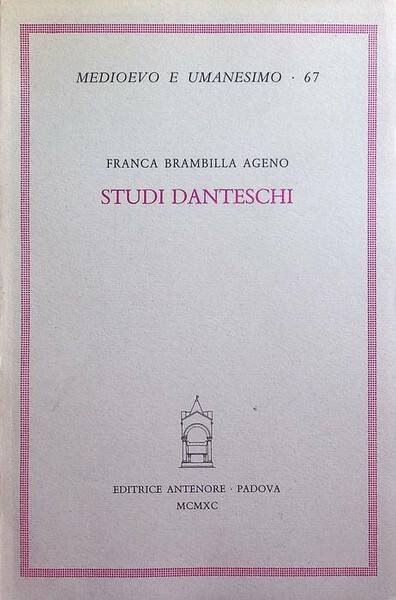 MEDIOEVO E UMANESIMO · 67
FRANCA BRAMBILLA AGENO
STUDI DANTESCHI
EDITRICE ANTENORE · PADOVA
MCMXC